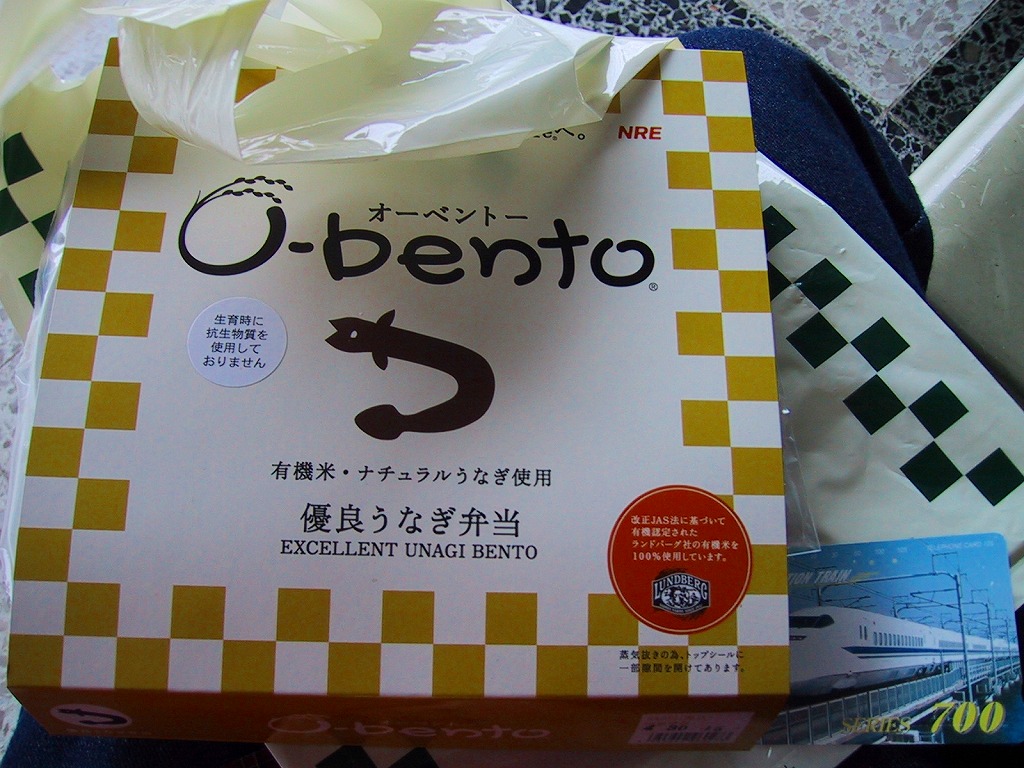 NRE
オーベントー
O-bento®
生育時に
抗生物質を
使用して
おりません
有機米・ナチュラルうなぎ使用
優良うなぎ弁当
EXCELLENT UNAGI BENTO
改正JAS法に基づいて
有機認定された
ランドバーグ社の有機米を
100%使用しています。
LUNDBERG
蒸気抜きの為、トップシールに
一部隙間を開けてあります。
O-bento
TRAIN
SERIES 700